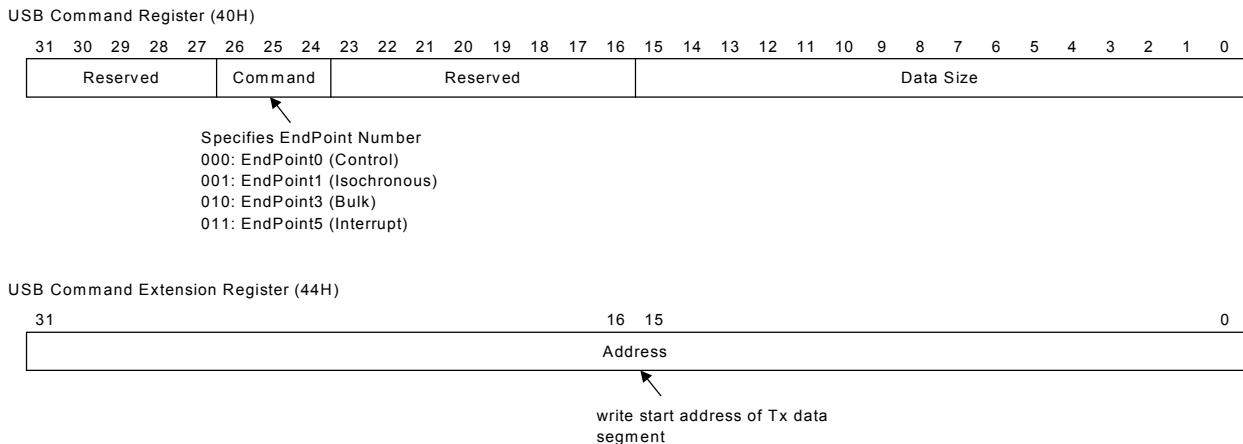 USB Command Register (40H)
31 30 29 28 27 26 25 24 23 22 21 20 19 18 17 16 15 14 13 12 11 10 9 8 7 6 5 4 3 2 1 0
Reserved Command Reserved Data Size
Specifies EndPoint Number
000: EndPoint0 (Control)
001: EndPoint1 (Isochronous)
010: EndPoint3 (Bulk)
011: EndPoint5 (Interrupt)
USB Command Extension Register (44H)
31 16 15 0
Address
write start address of Tx data
segment